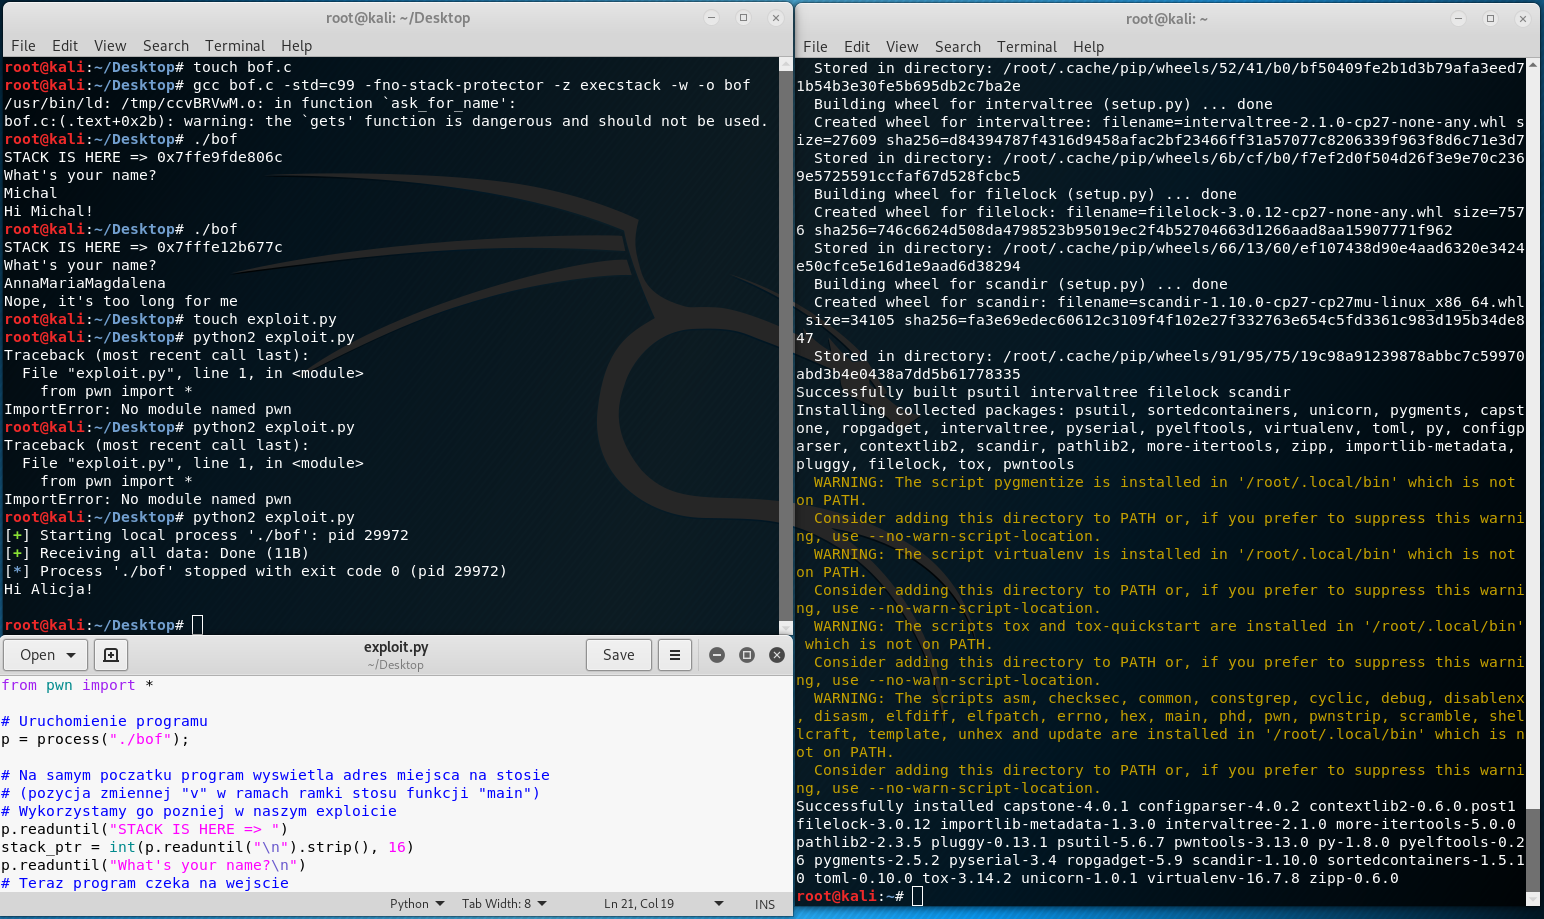 root@kali: ~/Desktop
File Edit View Search Terminal Help
root@kali:~/Desktop# touch bof.c
root@kali:~/Desktop# gcc bof.c -std=c99 -fno-stack-protector -z execstack -w -o bof
/usr/bin/ld: /tmp/ccvBRVwM.o: in function `ask_for_name':
bof.c:(.text+0x2b): warning: the `gets' function is dangerous and should not be used.
root@kali:~/Desktop# ./bof
STACK IS HERE => 0x7ffe9fde806c
What's your name?
Michal
Hi Michal!
root@kali:~/Desktop# ./bof
STACK IS HERE => 0x7fffe12b677c
What's your name?
AnnaMariaMagdalena
Nope, it's too long for me
root@kali:~/Desktop# touch exploit.py
root@kali:~/Desktop# python2 exploit.py
Traceback (most recent call last):
  File "exploit.py", line 1, in <module>
    from pwn import *
ImportError: No module named pwn
root@kali:~/Desktop# python2 exploit.py
Traceback (most recent call last):
  File "exploit.py", line 1, in <module>
    from pwn import *
ImportError: No module named pwn
root@kali:~/Desktop# python2 exploit.py
[+] Starting local process './bof': pid 29972
[+] Receiving all data: Done (11B)
[*] Process './bof' stopped with exit code 0 (pid 29972)
Hi Alicja!
root@kali:~/Desktop#
Open exploit.py Save
~/Desktop
from pwn import *
# Uruchomienie programu
p = process("./bof");
# Na samym poczatku program wyswietla adres miejsca na stosie
# (pozycja zmiennej "v" w ramach ramki stosu funkcji "main")
# Wykorzystamy go pozniej w naszym exploicie
p.readuntil("STACK IS HERE => ")
stack_ptr = int(p.readuntil("\n").strip(), 16)
p.readuntil("What's your name?\n")
# Teraz program czeka na wejscie
Python Tab Width: 8 Ln 21, Col 19 INS
root@kali: ~
File Edit View Search Terminal Help
  Stored in directory: /root/.cache/pip/wheels/52/41/b0/bf50409fe2b1d3b79afa3eed7
1b54b3e30fe5b695db2c7ba2e
  Building wheel for intervaltree (setup.py) ... done
  Created wheel for intervaltree: filename=intervaltree-2.1.0-cp27-none-any.whl s
ize=27609 sha256=d84394787f4316d9458afac2bf23466ff31a57077c8206339f963f8d6c71e3d7
  Stored in directory: /root/.cache/pip/wheels/6b/cf/b0/f7ef2d0f504d26f3e9e70c236
9e5725591ccfaf67d528fcbc5
  Building wheel for filelock (setup.py) ... done
  Created wheel for filelock: filename=filelock-3.0.12-cp27-none-any.whl size=757
6 sha256=746c6624d508da4798523b95019ec2f4b52704663d1266aad8aa15907771f962
  Stored in directory: /root/.cache/pip/wheels/66/13/60/ef107438d90e4aad6320e3424
e50cfce5e16d1e9aad6d38294
  Building wheel for scandir (setup.py) ... done
  Created wheel for scandir: filename=scandir-1.10.0-cp27-cp27mu-linux_x86_64.whl
 size=34105 sha256=fa3e69edec60612c3109f4f102e27f332763e654c5fd3361c983d195b34de8
47
  Stored in directory: /root/.cache/pip/wheels/91/95/75/19c98a91239878abbc7c59970
abd3b4e0438a7dd5b61778335
Successfully built psutil intervaltree filelock scandir
Installing collected packages: psutil, sortedcontainers, unicorn, pygments, capst
one, ropgadget, intervaltree, pyserial, pyelftools, virtualenv, toml, py, configp
arser, contextlib2, scandir, pathlib2, more-itertools, zipp, importlib-metadata,
pluggy, filelock, tox, pwntools
  WARNING: The script pygmentize is installed in '/root/.local/bin' which is not
on PATH.
  Consider adding this directory to PATH or, if you prefer to suppress this warni
ng, use --no-warn-script-location.
  WARNING: The script virtualenv is installed in '/root/.local/bin' which is not
on PATH.
  Consider adding this directory to PATH or, if you prefer to suppress this warni
ng, use --no-warn-script-location.
  WARNING: The scripts tox and tox-quickstart are installed in '/root/.local/bin'
 which is not on PATH.
  Consider adding this directory to PATH or, if you prefer to suppress this warni
ng, use --no-warn-script-location.
  WARNING: The scripts asm, checksec, common, constgrep, cyclic, debug, disablenx
, disasm, elfdiff, elfpatch, errno, hex, main, phd, pwn, pwnstrip, scramble, shel
lcraft, template, unhex and update are installed in '/root/.local/bin' which is n
ot on PATH.
  Consider adding this directory to PATH or, if you prefer to suppress this warni
ng, use --no-warn-script-location.
Successfully installed capstone-4.0.1 configparser-4.0.2 contextlib2-0.6.0.post1
filelock-3.0.12 importlib-metadata-1.3.0 intervaltree-2.1.0 more-itertools-5.0.0
pathlib2-2.3.5 pluggy-0.13.1 psutil-5.6.7 pwntools-3.13.0 py-1.8.0 pyelftools-0.2
6 pygments-2.5.2 pyserial-3.4 ropgadget-5.9 scandir-1.10.0 sortedcontainers-1.5.1
0 toml-0.10.0 tox-3.14.2 unicorn-1.0.1 virtualenv-16.7.8 zipp-0.6.0
root@kali:~#